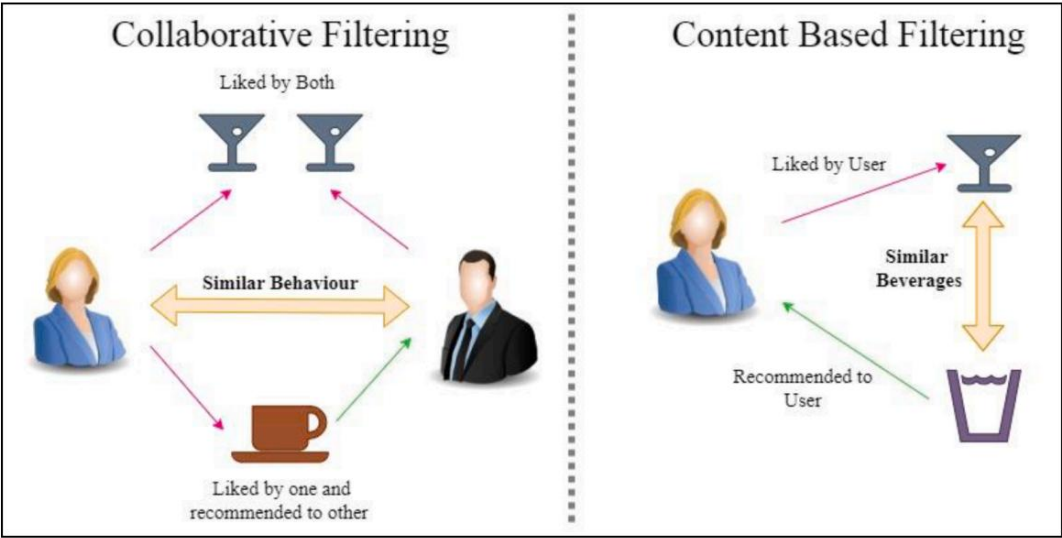 Collaborative Filtering
Liked by Both
Similar Behaviour
Liked by one and
recommended to other
Content Based Filtering
Liked by User
Similar
Beverages
Recommended to
User